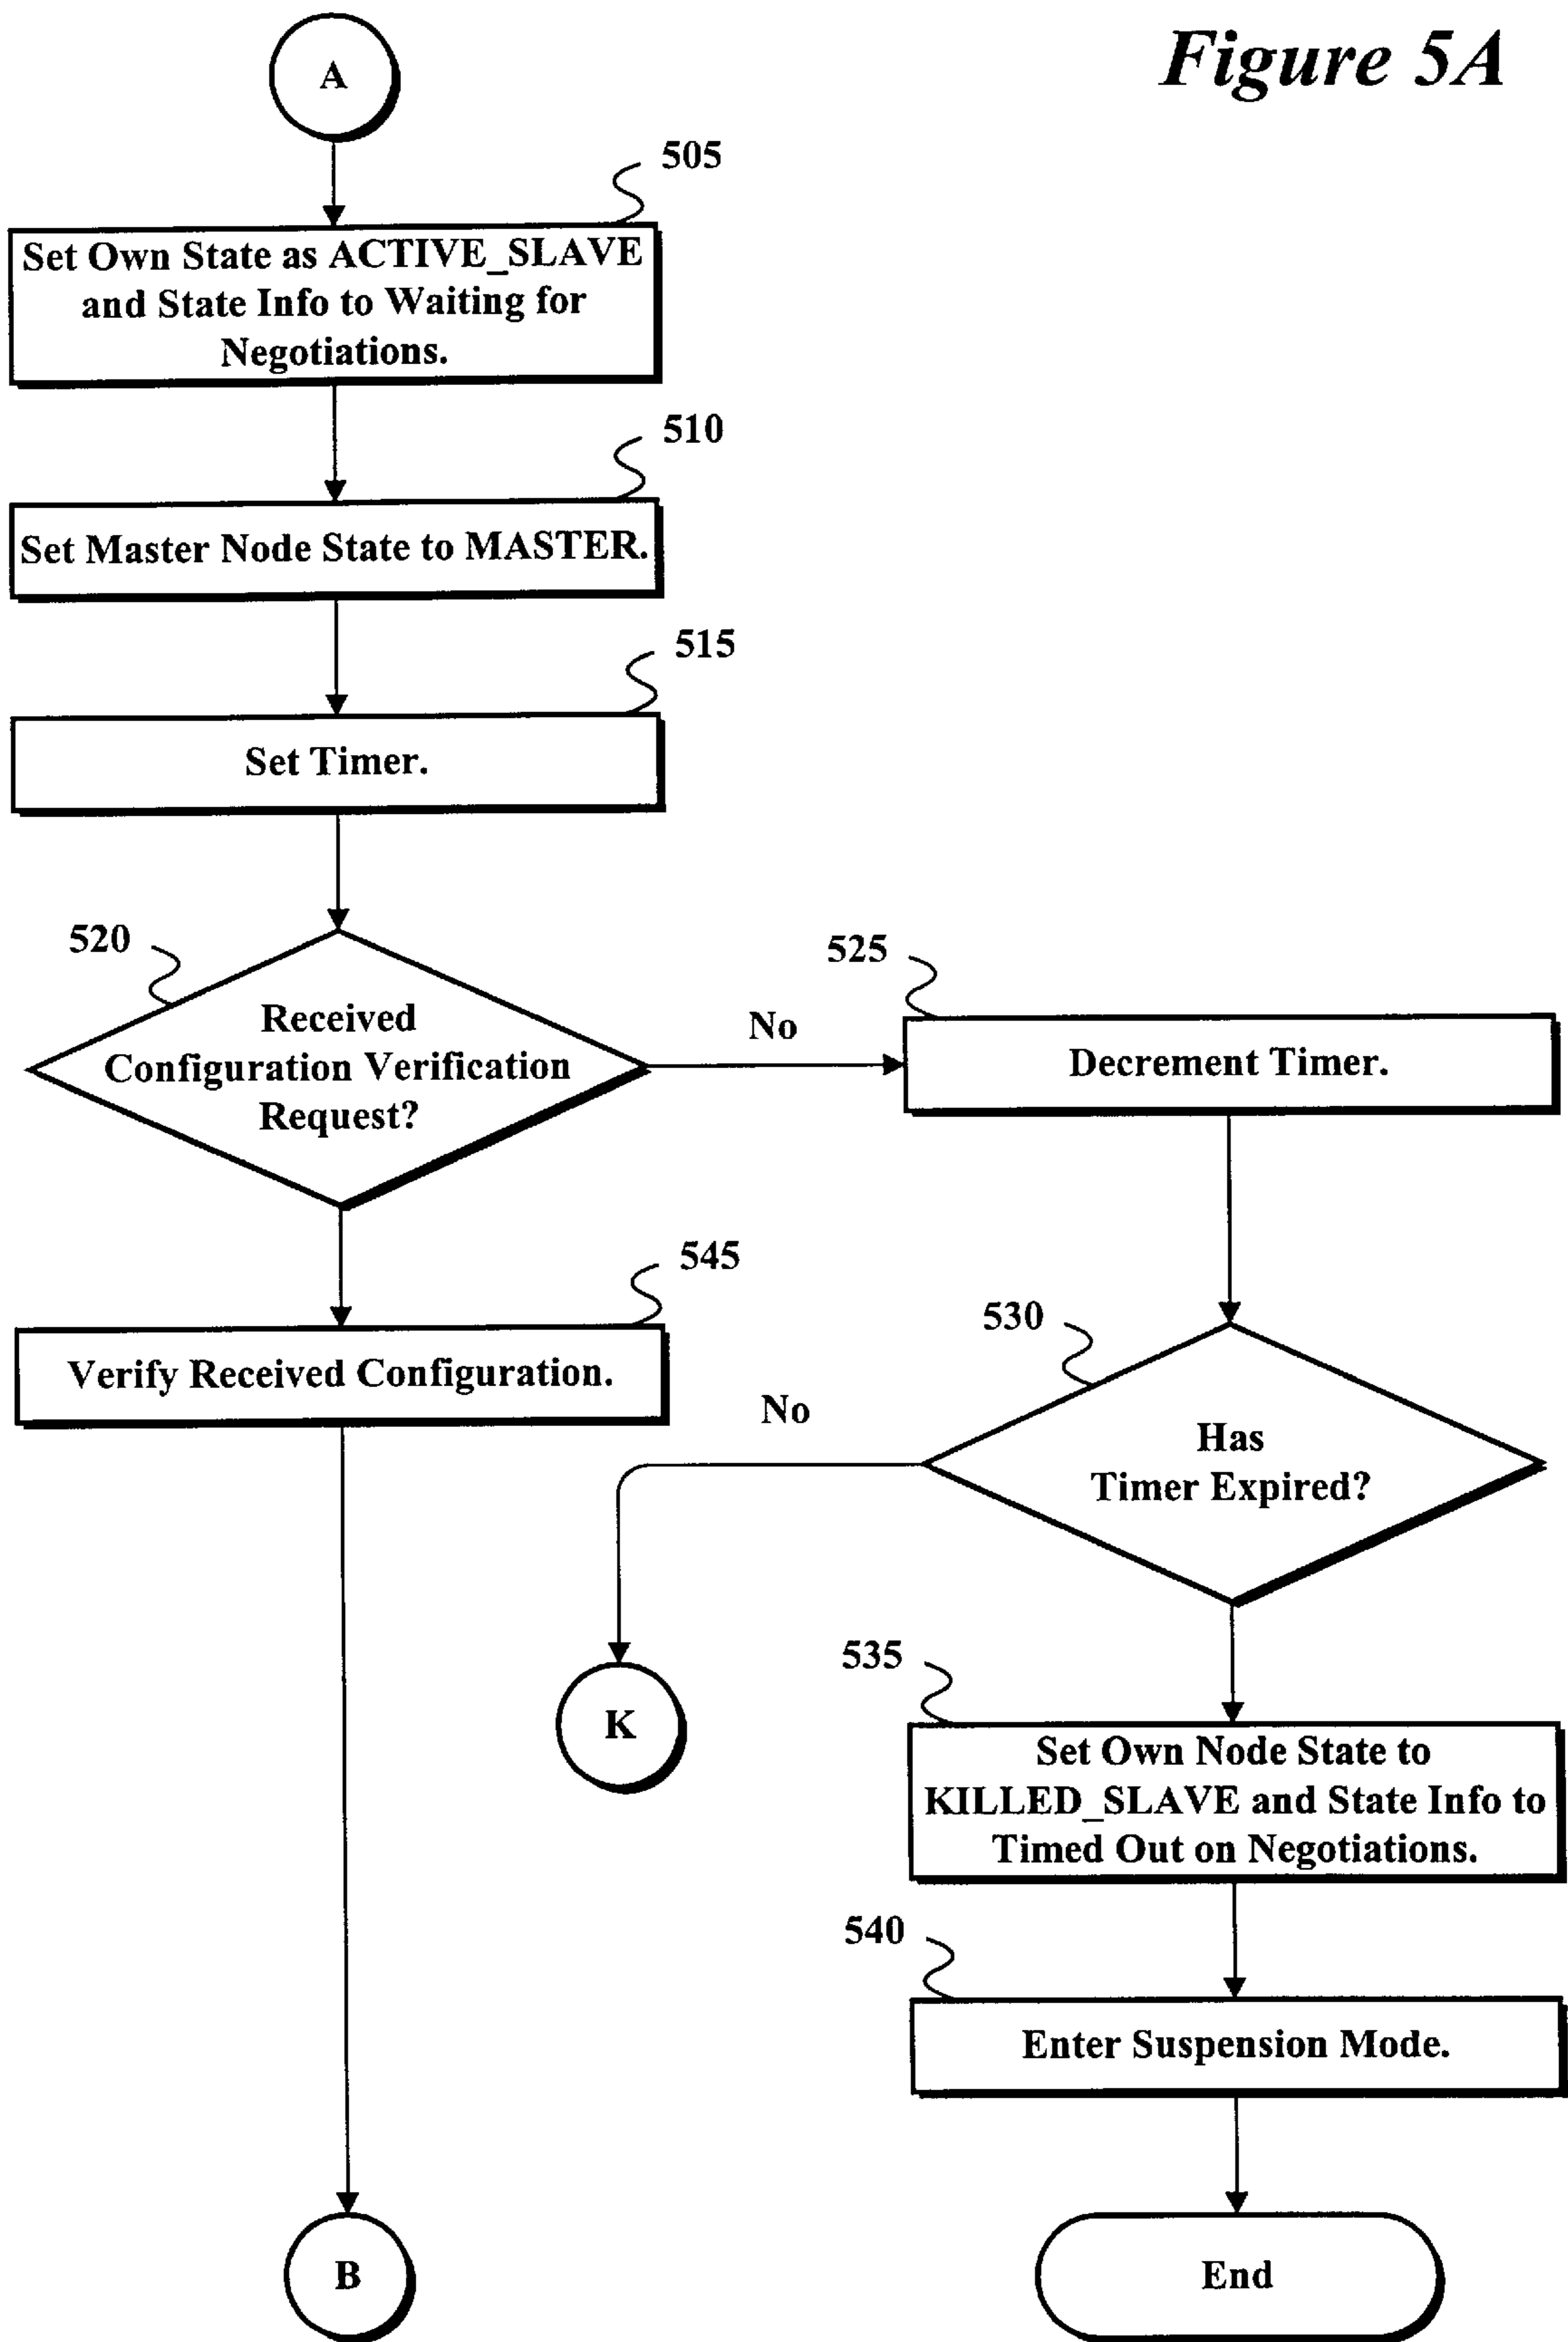 Figure 5A
A
505
Set Own State as ACTIVE_SLAVE
and State Info to Waiting for
Negotiations.
510
Set Master Node State to MASTER.
515
Set Timer.
520
Received
Configuration Verification
Request?
No
525
Decrement Timer.
545
Verify Received Configuration.
530
Has
Timer Expired?
No
K
535
Set Own Node State to
KILLED_SLAVE and State Info to
Timed Out on Negotiations.
540
Enter Suspension Mode.
B
End